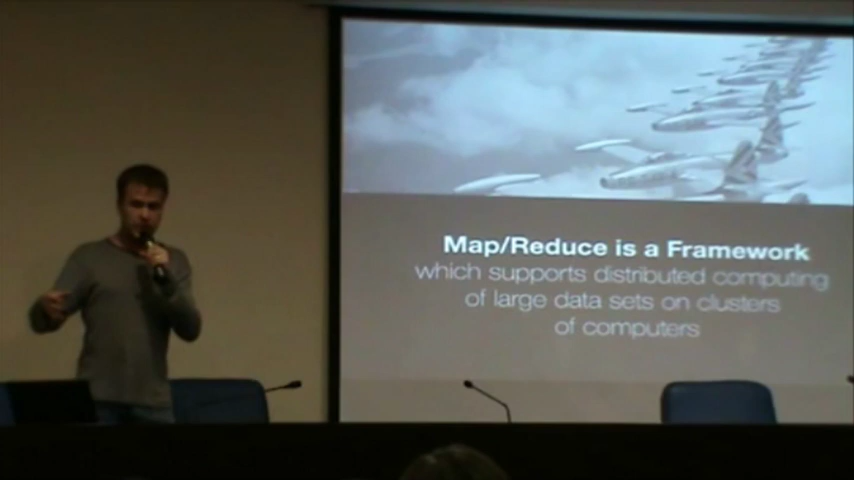 Map/Reduce is a Framework
which supports distributed computing
of large data sets on clusters
of computers